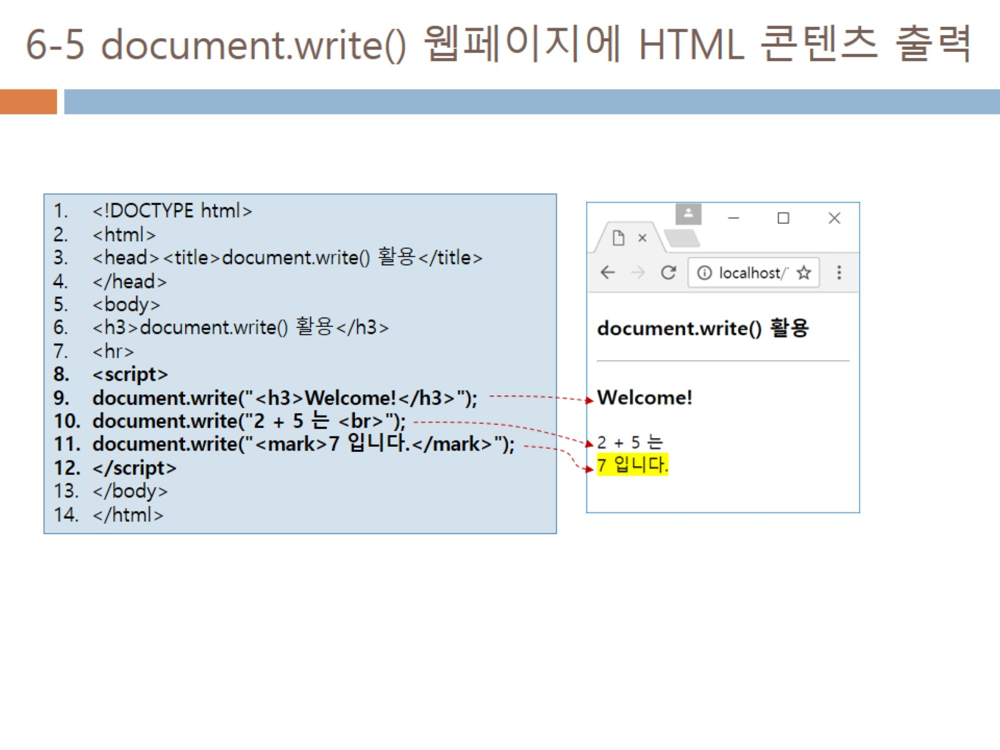 6-5 document.write() 웹페이지에 HTML 콘텐츠 출력
1. <!DOCTYPE html>
2. <html>
3. <head><title>document.write() 활용</title>
4. </head>
5. <body>
6. <h3>document.write() 활용</h3>
7. <hr>
8. <script>
9. document.write("<h3>Welcome!</h3>");
10. document.write("2 + 5 는 <br>");
11. document.write("<mark>7 입니다.</mark>");
12. </script>
13. </body>
14. </html>
localhost/
document.write() 활용
Welcome!
2 + 5 는
7 입니다.